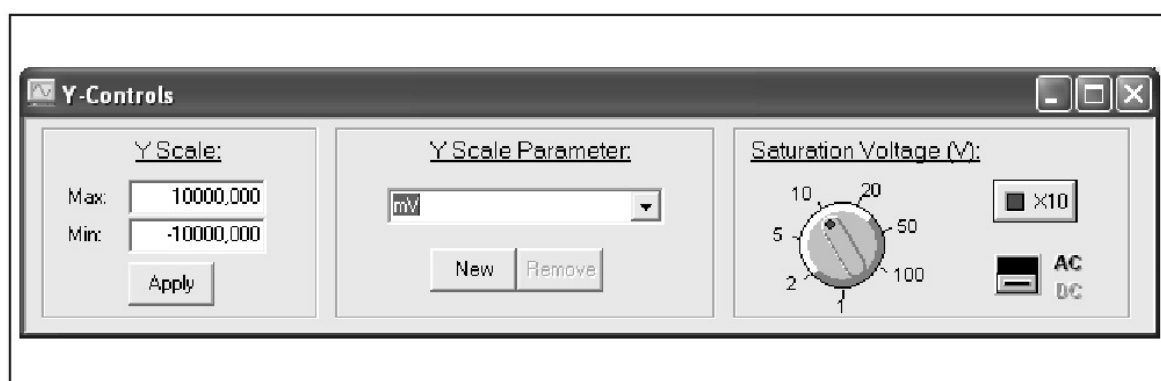 Y-Controls
Y Scale:
Max: 10000,000
Min: -10000,000
Apply
Y Scale Parameter:
mV
New Remove
Saturation Voltage (V):
10 20
5 50
2 100
1
X10
AC
DC